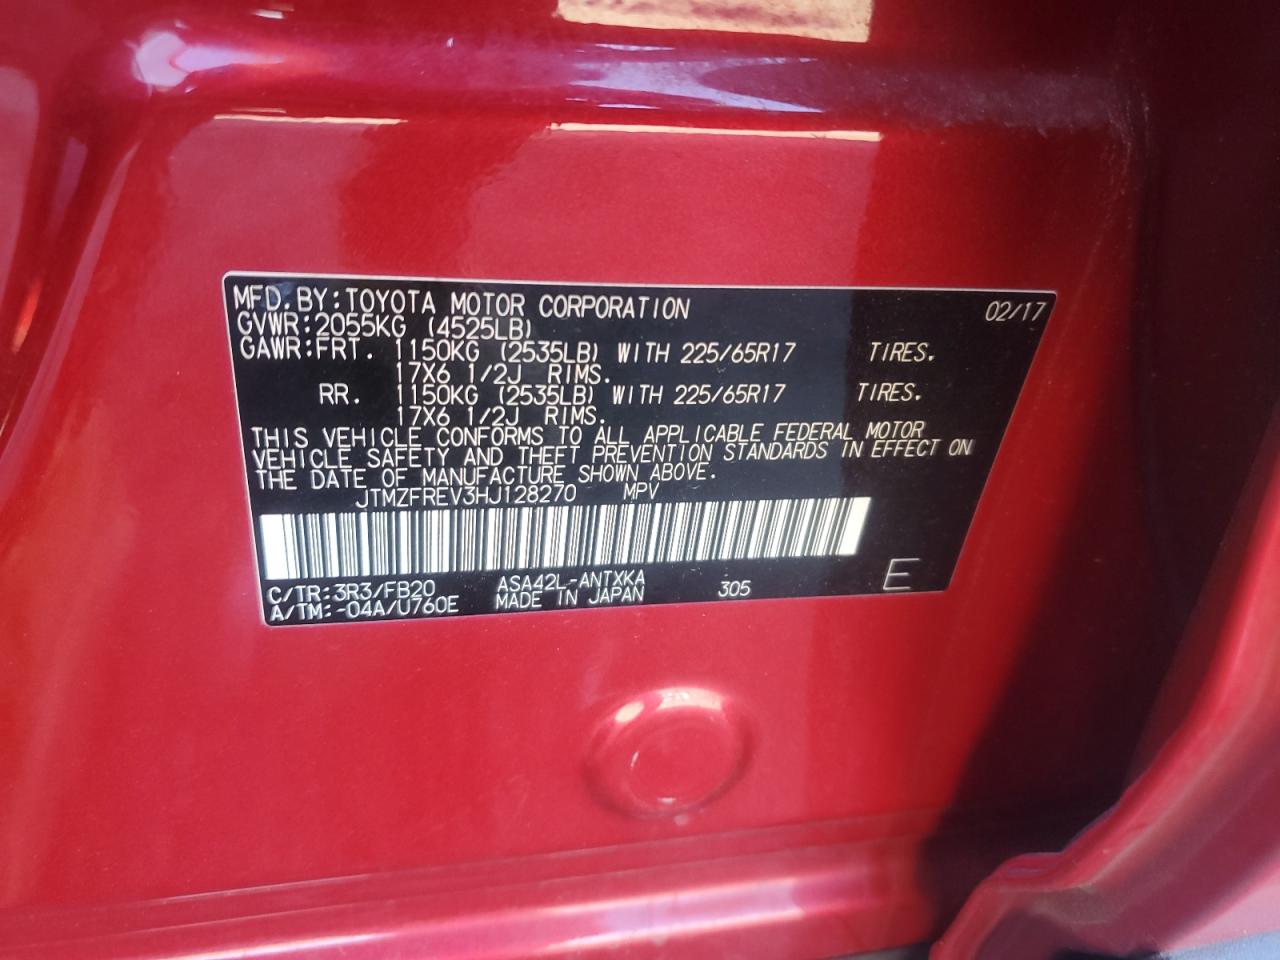 MFD. BY: TOYOTA MOTOR CORPORATION 02/17
GVWR: 2055KG (4525LB)
GAWR: FRT. 1150KG (2535LB) WITH 225/65R17 TIRES.
17X6 1/2J RIMS.
RR. 1150KG (2535LB) WITH 225/65R17 TIRES.
17X6 1/2J RIMS.
THIS VEHICLE CONFORMS TO ALL APPLICABLE FEDERAL MOTOR
VEHICLE SAFETY AND THEFT PREVENTION STANDARDS IN EFFECT ON
THE DATE OF MANUFACTURE SHOWN ABOVE.
JTMZFREV3HJ128270 MPV
C/TR: 3R3/FB20 ASA42L-ANTXKA 305 E
A/TM: -04A/U760E MADE IN JAPAN